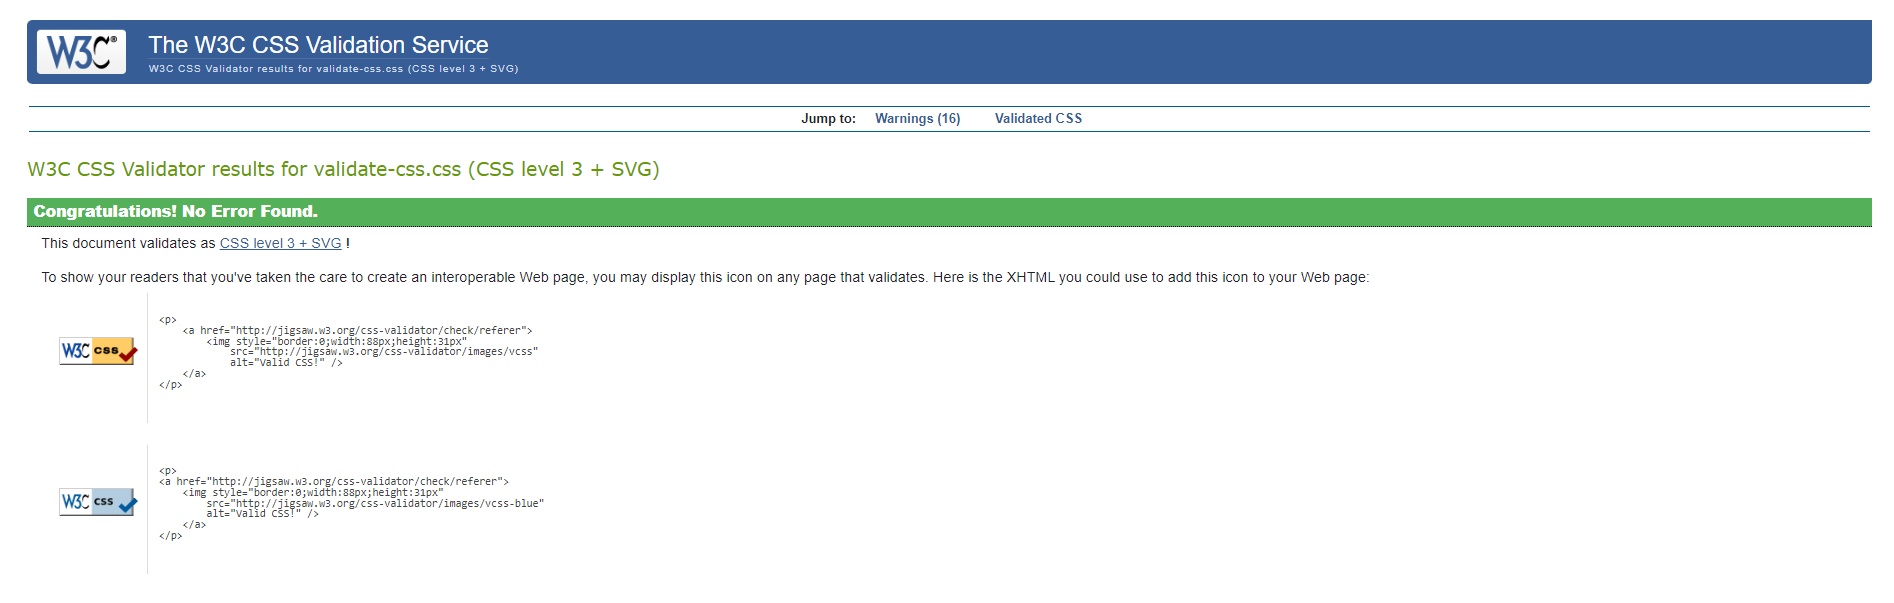 W3C®
The W3C CSS Validation Service
W3C CSS Validator results for validate-css.css (CSS level 3 + SVG)
Jump to: Warnings (16) Validated CSS
W3C CSS Validator results for validate-css.css (CSS level 3 + SVG)
Congratulations! No Error Found.
This document validates as CSS level 3 + SVG !
To show your readers that you've taken the care to create an interoperable Web page, you may display this icon on any page that validates. Here is the XHTML you could use to add this icon to your Web page:
W3C css
<p>
<a href="http://jigsaw.w3.org/css-validator/check/referer">
<img style="border:0;width:88px;height:31px"
src="http://jigsaw.w3.org/css-validator/images/vcss"
alt="Valid CSS!" />
</a>
</p>
W3C css
<p>
<a href="http://jigsaw.w3.org/css-validator/check/referer">
<img style="border:0;width:88px;height:31px"
src="http://jigsaw.w3.org/css-validator/images/vcss-blue"
alt="Valid CSS!" />
</a>
</p>